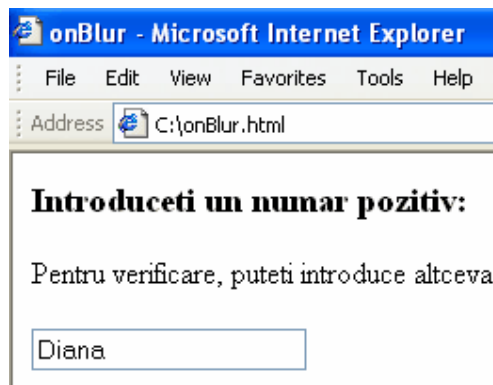 onBlur - Microsoft Internet Explorer
File Edit View Favorites Tools Help
Address C:\onBlur.html
Introduceti un numar pozitiv:
Pentru verificare, puteti introduce altceva
Diana